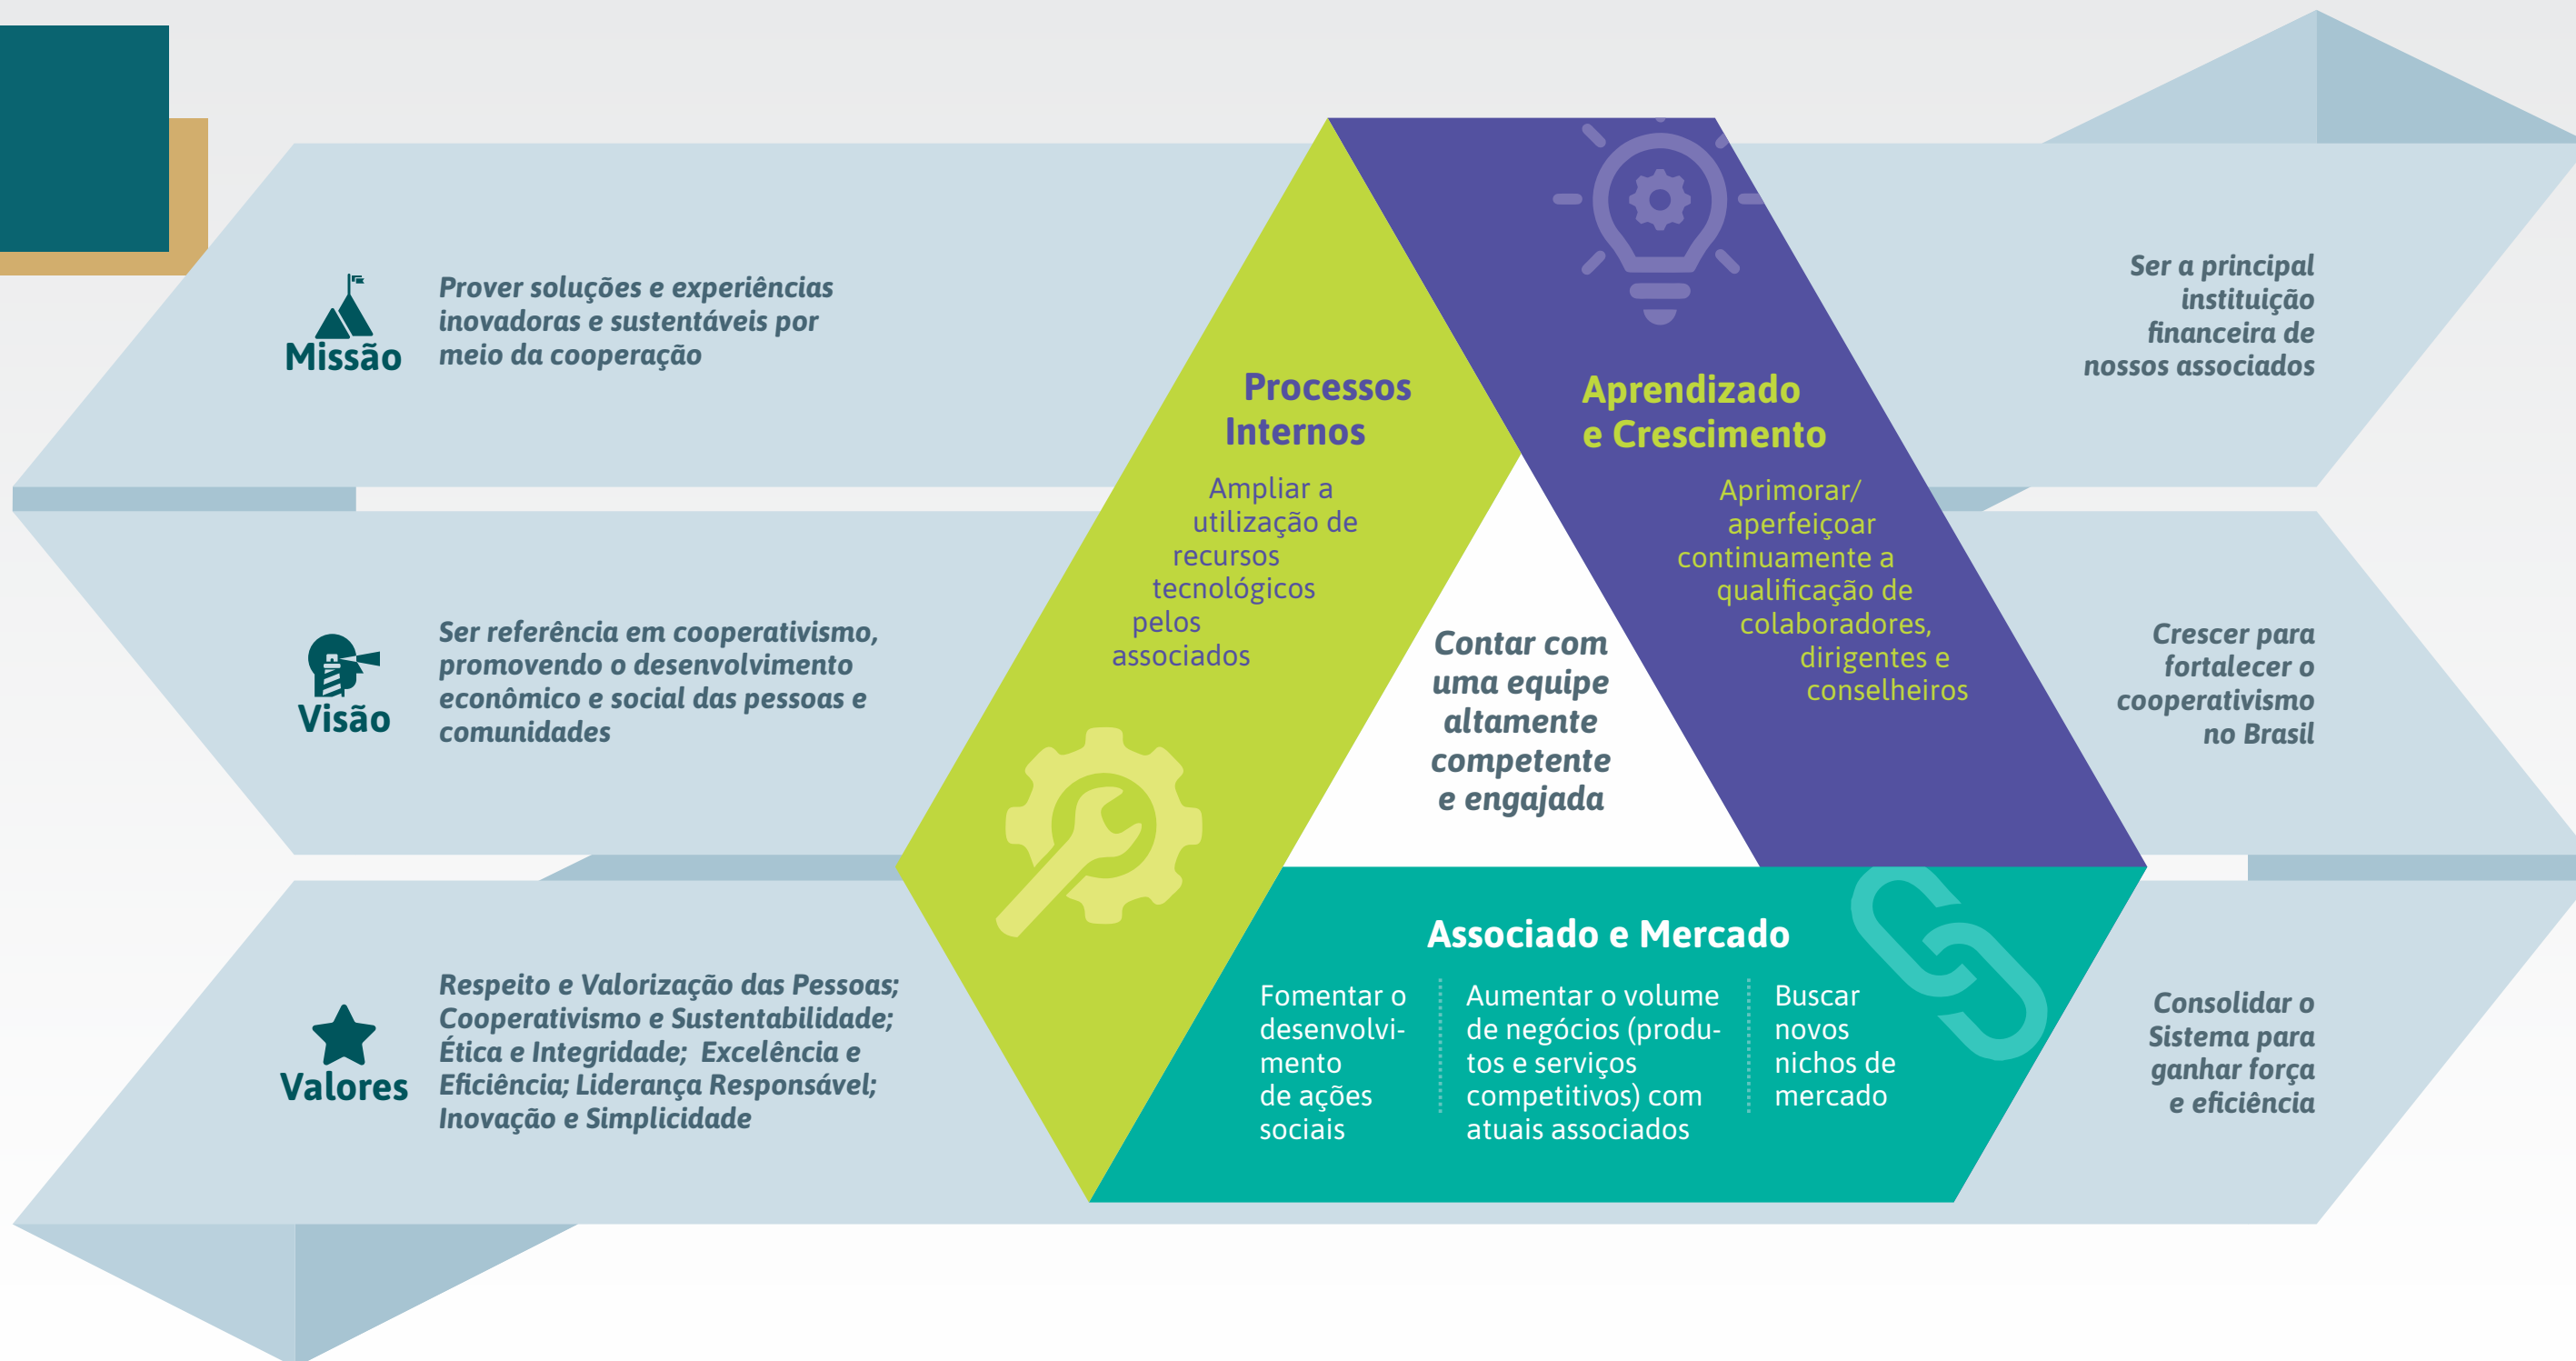 Missão
Prover soluções e experiências
inovadoras e sustentáveis por
meio da cooperação
Visão
Ser referência em cooperativismo,
promovendo o desenvolvimento
econômico e social das pessoas e
comunidades
Valores
Respeito e Valorização das Pessoas;
Cooperativismo e Sustentabilidade;
Ética e Integridade; Excelência e
Eficiência; Liderança Responsável;
Inovação e Simplicidade
Processos
Internos
Ampliar a
utilização de
recursos
tecnológicos
pelos
associados
Aprendizado
e Crescimento
Aprimorar/
aperfeiçoar
continuamente a
qualificação de
colaboradores,
dirigentes e
conselheiros
Contar com
uma equipe
altamente
competente
e engajada
Associado e Mercado
Fomentar o
desenvolvi-
mento
de ações
sociais
Aumentar o volume
de negócios (produ-
tos e serviços
competitivos) com
atuais associados
Buscar
novos
nichos de
mercado
Ser a principal
instituição
financeira de
nossos associados
Crescer para
fortalecer o
cooperativismo
no Brasil
Consolidar o
Sistema para
ganhar força
e eficiência